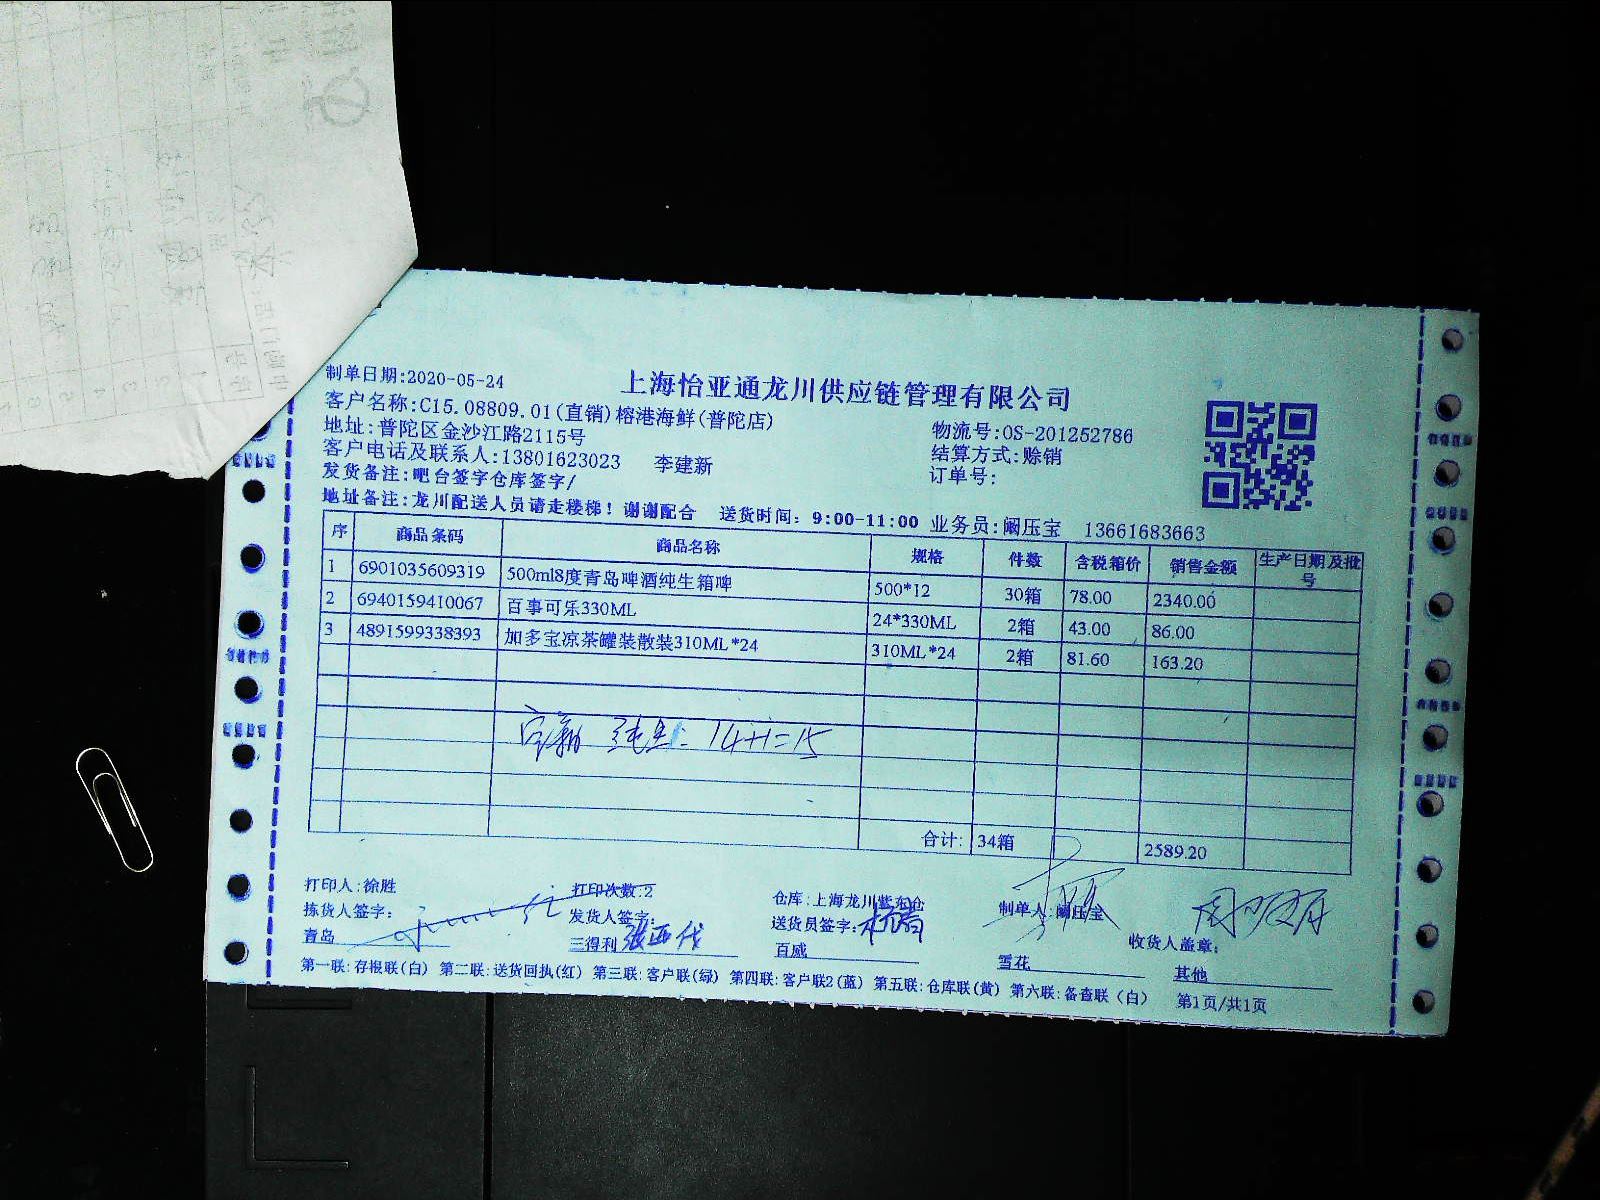 制单日期:2020-05-24
上海怡亚通龙川供应链管理有限公司
客户名称:C15.08809.01(直销)榕港海鲜(普陀店)
地址:普陀区金沙江路2115号
物流号:OS-201252786
客户电话及联系人:13801623023 李建新
结算方式:赊销
发货备注:吧台签字仓库签字/
订单号:
地址备注:龙川配送人员请走楼梯!谢谢配合 送货时间:9:00-11:00 业务员:阚压宝 13661683663
序 商品条码 商品名称 规格 件数 含税箱价 销售金额 生产日期及批号
1 6901035609319 500ml8度青岛啤酒纯生箱啤 500*12 30箱 78.00 2340.00
2 6940159410067 百事可乐330ML 24*330ML 2箱 43.00 86.00
3 4891599338393 加多宝凉茶罐装散装310ML*24 310ML*24 2箱 81.60 163.20
纯生: 14+1=15
合计: 34箱 2589.20
打印人:徐胜 打印次数:2 仓库:上海龙川紫东仓 制单人:阚压宝
拣货人签字: 发货人签字: 送货员签字: 收货人盖章:
青岛 三得利 百威 雪花 其他
第一联:存根联(白) 第二联:送货回执(红) 第三联:客户联(绿) 第四联:客户联2(蓝) 第五联:仓库联(黄) 第六联:备查联(白) 第1页/共1页